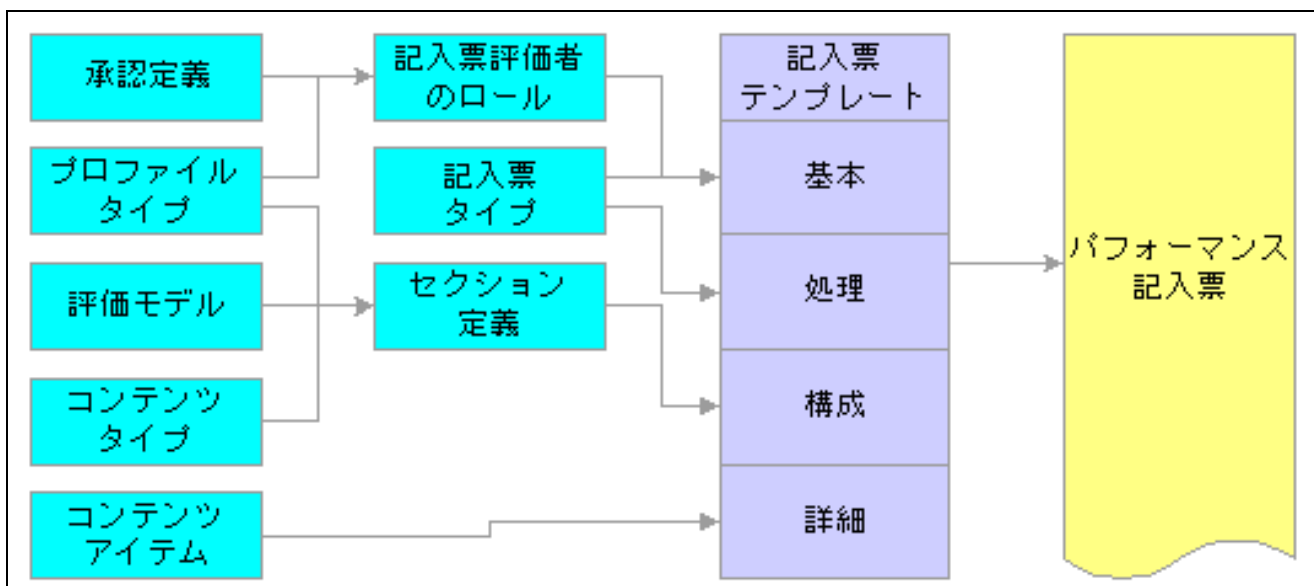 承認定義
プロファイル
タイプ
評価モデル
コンテンツ
タイプ
コンテンツ
アイテム
記入票評価者
のロール
記入票
タイプ
セクション
定義
記入票
テンプレート
基本
処理
構成
詳細
パフォーマンス
記入票